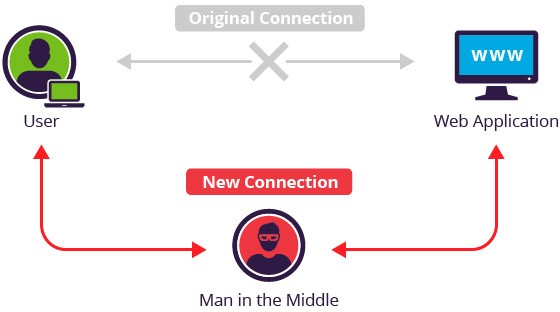 Original Connection
WWW
User
Web Application
New Connection
Man in the Middle